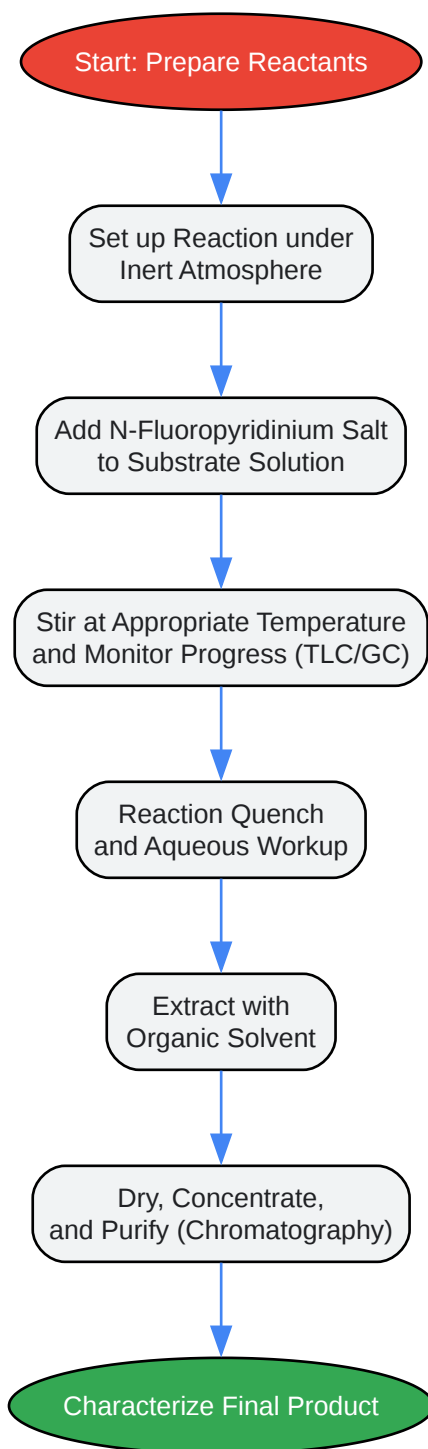 Start: Prepare Reactants
Set up Reaction under
Inert Atmosphere
Add N-Fluoropyridinium Salt
to Substrate Solution
Stir at Appropriate Temperature
and Monitor Progress (TLC/GC)
Reaction Quench
and Aqueous Workup
Extract with
Organic Solvent
Dry, Concentrate,
and Purify (Chromatography)
Characterize Final Product